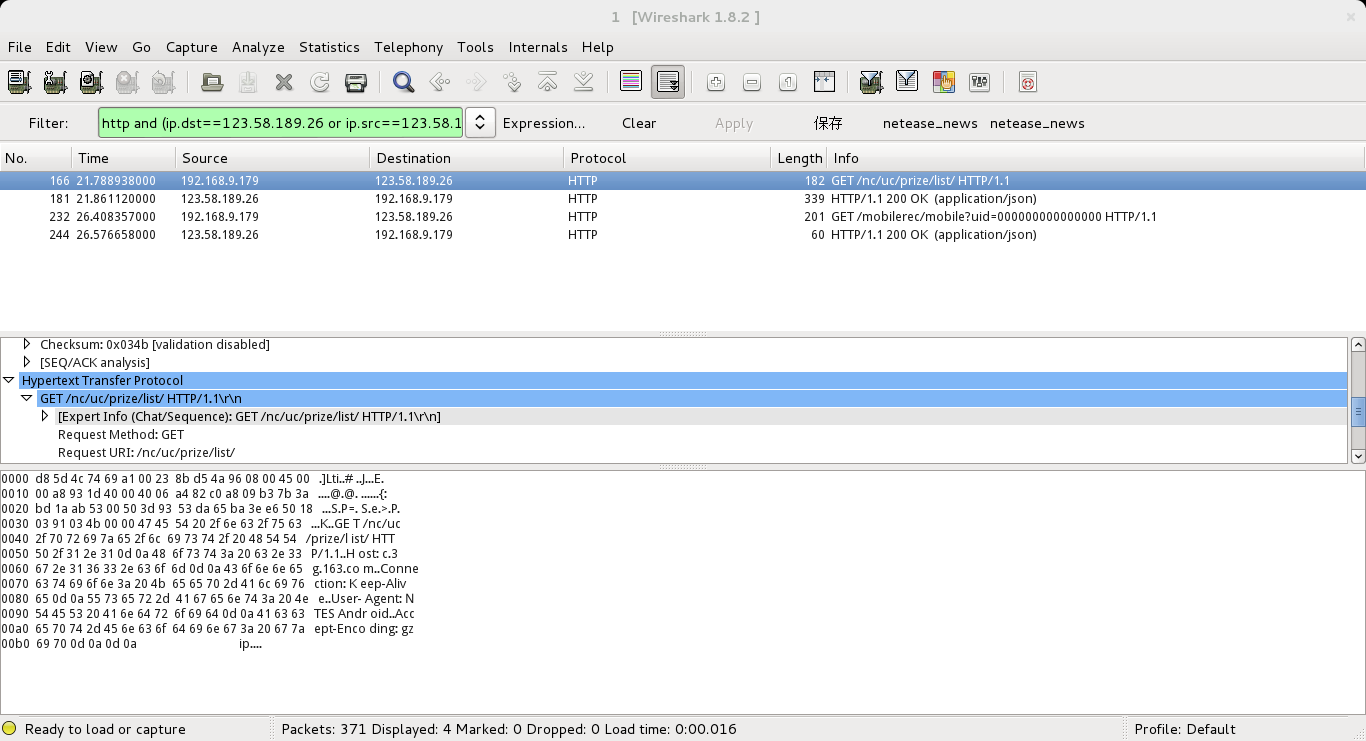 1 [Wireshark 1.8.2 ]
File Edit View Go Capture Analyze Statistics Telephony Tools Internals Help
Filter: http and (ip.dst==123.58.189.26 or ip.src==123.58.1 Expression... Clear Apply 保存 netease_news netease_news
No. Time Source Destination Protocol Length Info
166 21.788938000 192.168.9.179 123.58.189.26 HTTP 182 GET /nc/uc/prize/list/ HTTP/1.1
181 21.861120000 123.58.189.26 192.168.9.179 HTTP 339 HTTP/1.1 200 OK (application/json)
232 26.408357000 192.168.9.179 123.58.189.26 HTTP 201 GET /mobilerec/mobile?uid=000000000000000 HTTP/1.1
244 26.576658000 123.58.189.26 192.168.9.179 HTTP 60 HTTP/1.1 200 OK (application/json)
Checksum: 0x034b [validation disabled]
[SEQ/ACK analysis]
Hypertext Transfer Protocol
GET /nc/uc/prize/list/ HTTP/1.1\r\n
[Expert Info (Chat/Sequence): GET /nc/uc/prize/list/ HTTP/1.1\r\n]
Request Method: GET
Request URI: /nc/uc/prize/list/
0000 d8 5d 4c 74 69 a1 00 23 8b d5 4a 96 08 00 45 00 .]Lti..# ..J...E.
0010 00 a8 93 1d 40 00 40 06 a4 82 c0 a8 09 b3 7b 3a ....@.@. ......{:
0020 bd 1a ab 53 00 50 3d 93 53 da 65 ba 3e e6 50 18 ...S.P=. S.e.>.P.
0030 03 91 03 4b 00 00 47 45 54 20 2f 6e 63 2f 75 63 ...K..GE T /nc/uc
0040 2f 70 72 69 7a 65 2f 6c 69 73 74 2f 20 48 54 54 /prize/l ist/ HTT
0050 50 2f 31 2e 31 0d 0a 48 6f 73 74 3a 20 63 2e 33 P/1.1..H ost: c.3
0060 67 2e 31 36 33 2e 63 6f 6d 0d 0a 43 6f 6e 6e 65 g.163.co m..Conne
0070 63 74 69 6f 6e 3a 20 4b 65 65 70 2d 41 6c 69 76 ction: K eep-Aliv
0080 65 0d 0a 55 73 65 72 2d 41 67 65 6e 74 3a 20 4e e..User- Agent: N
0090 54 45 53 20 41 6e 64 72 6f 69 64 0d 0a 41 63 63 TES Andr oid..Acc
00a0 65 70 74 2d 45 6e 63 6f 64 69 6e 67 3a 20 67 7a ept-Enco ding: gz
00b0 69 70 0d 0a 0d 0a ip....
Ready to load or capture Packets: 371 Displayed: 4 Marked: 0 Dropped: 0 Load time: 0:00.016 Profile: Default